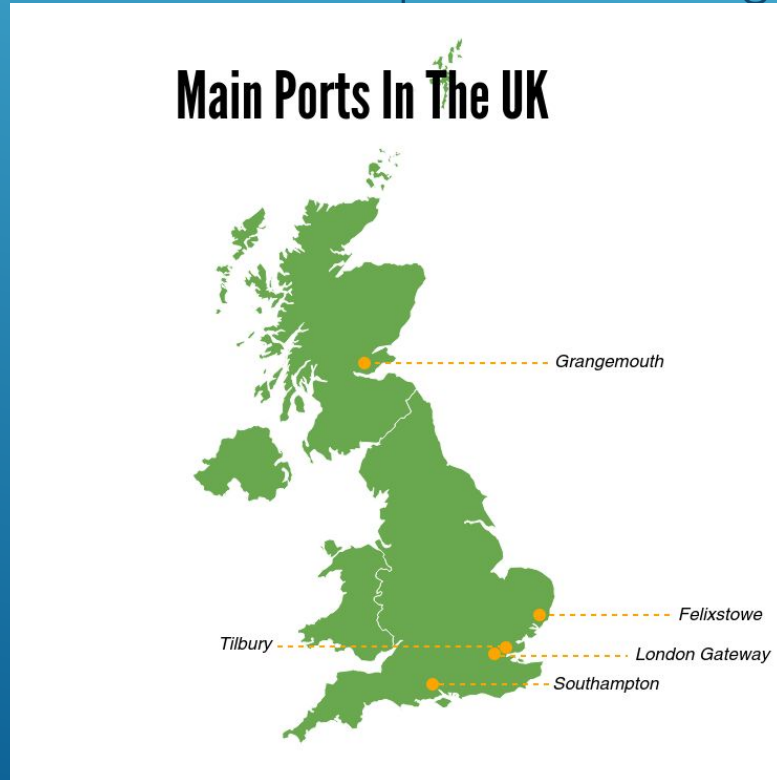 Main Ports In The UK
Grangemouth
Felixstowe
Tilbury
London Gateway
Southampton